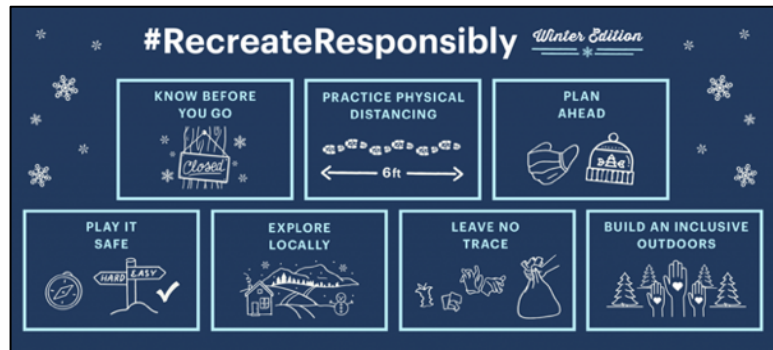 #RecreateResponsibly Winter Edition
KNOW BEFORE
YOU GO
Closed
PRACTICE PHYSICAL
DISTANCING
6ft
PLAN
AHEAD
PLAY IT
SAFE
HARD EASY
EXPLORE
LOCALLY
LEAVE NO
TRACE
BUILD AN INCLUSIVE
OUTDOORS